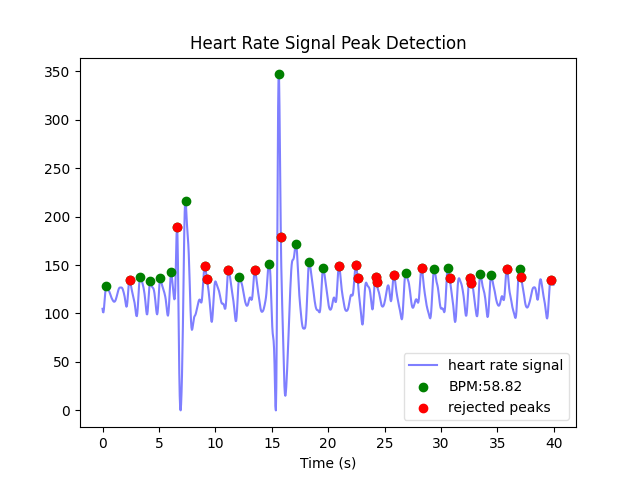 Heart Rate Signal Peak Detection
350
300
250
200
150
100
50
0
heart rate signal
BPM:58.82
rejected peaks
0 5 10 15 20 25 30 35 40
Time (s)